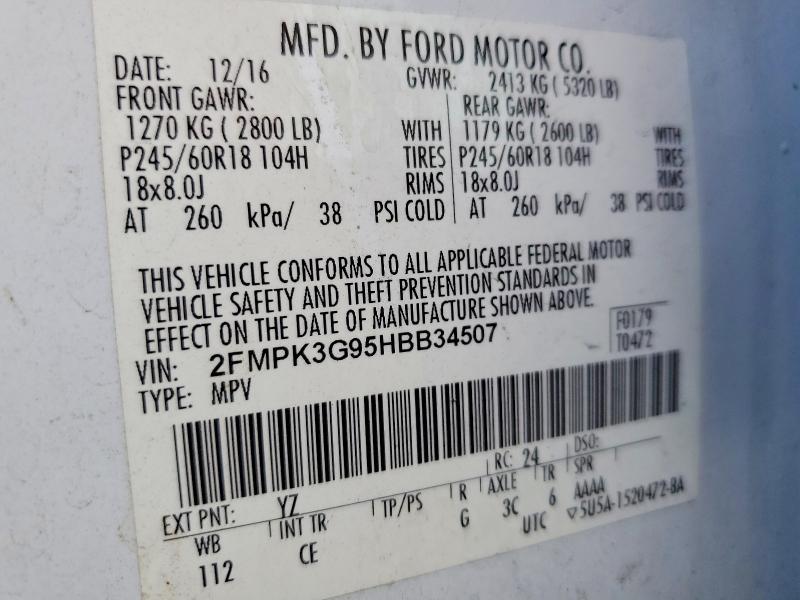 MFD. BY FORD MOTOR CO.
DATE: 12/16 GVWR: 2413 KG ( 5320 LB)
FRONT GAWR: REAR GAWR:
1270 KG ( 2800 LB) WITH 1179 KG ( 2600 LB) WITH
P245/60R18 104H TIRES P245/60R18 104H TIRES
18x8.0J RIMS 18x8.0J RIMS
AT 260 kPa/ 38 PSI COLD AT 260 kPa/ 38 PSI COLD
THIS VEHICLE CONFORMS TO ALL APPLICABLE FEDERAL MOTOR
VEHICLE SAFETY AND THEFT PREVENTION STANDARDS IN
EFFECT ON THE DATE OF MANUFACTURE SHOWN ABOVE.
VIN: 2FMPK3G95HBB34507 F0179
TYPE: MPV T0472
EXT PNT: YZ RC: 24 DSO:
WB INT TR TP/PS R AXLE TR SPR
112 CE G 3C 6 AAAA
UTC ▽5U5A-1520472-BA